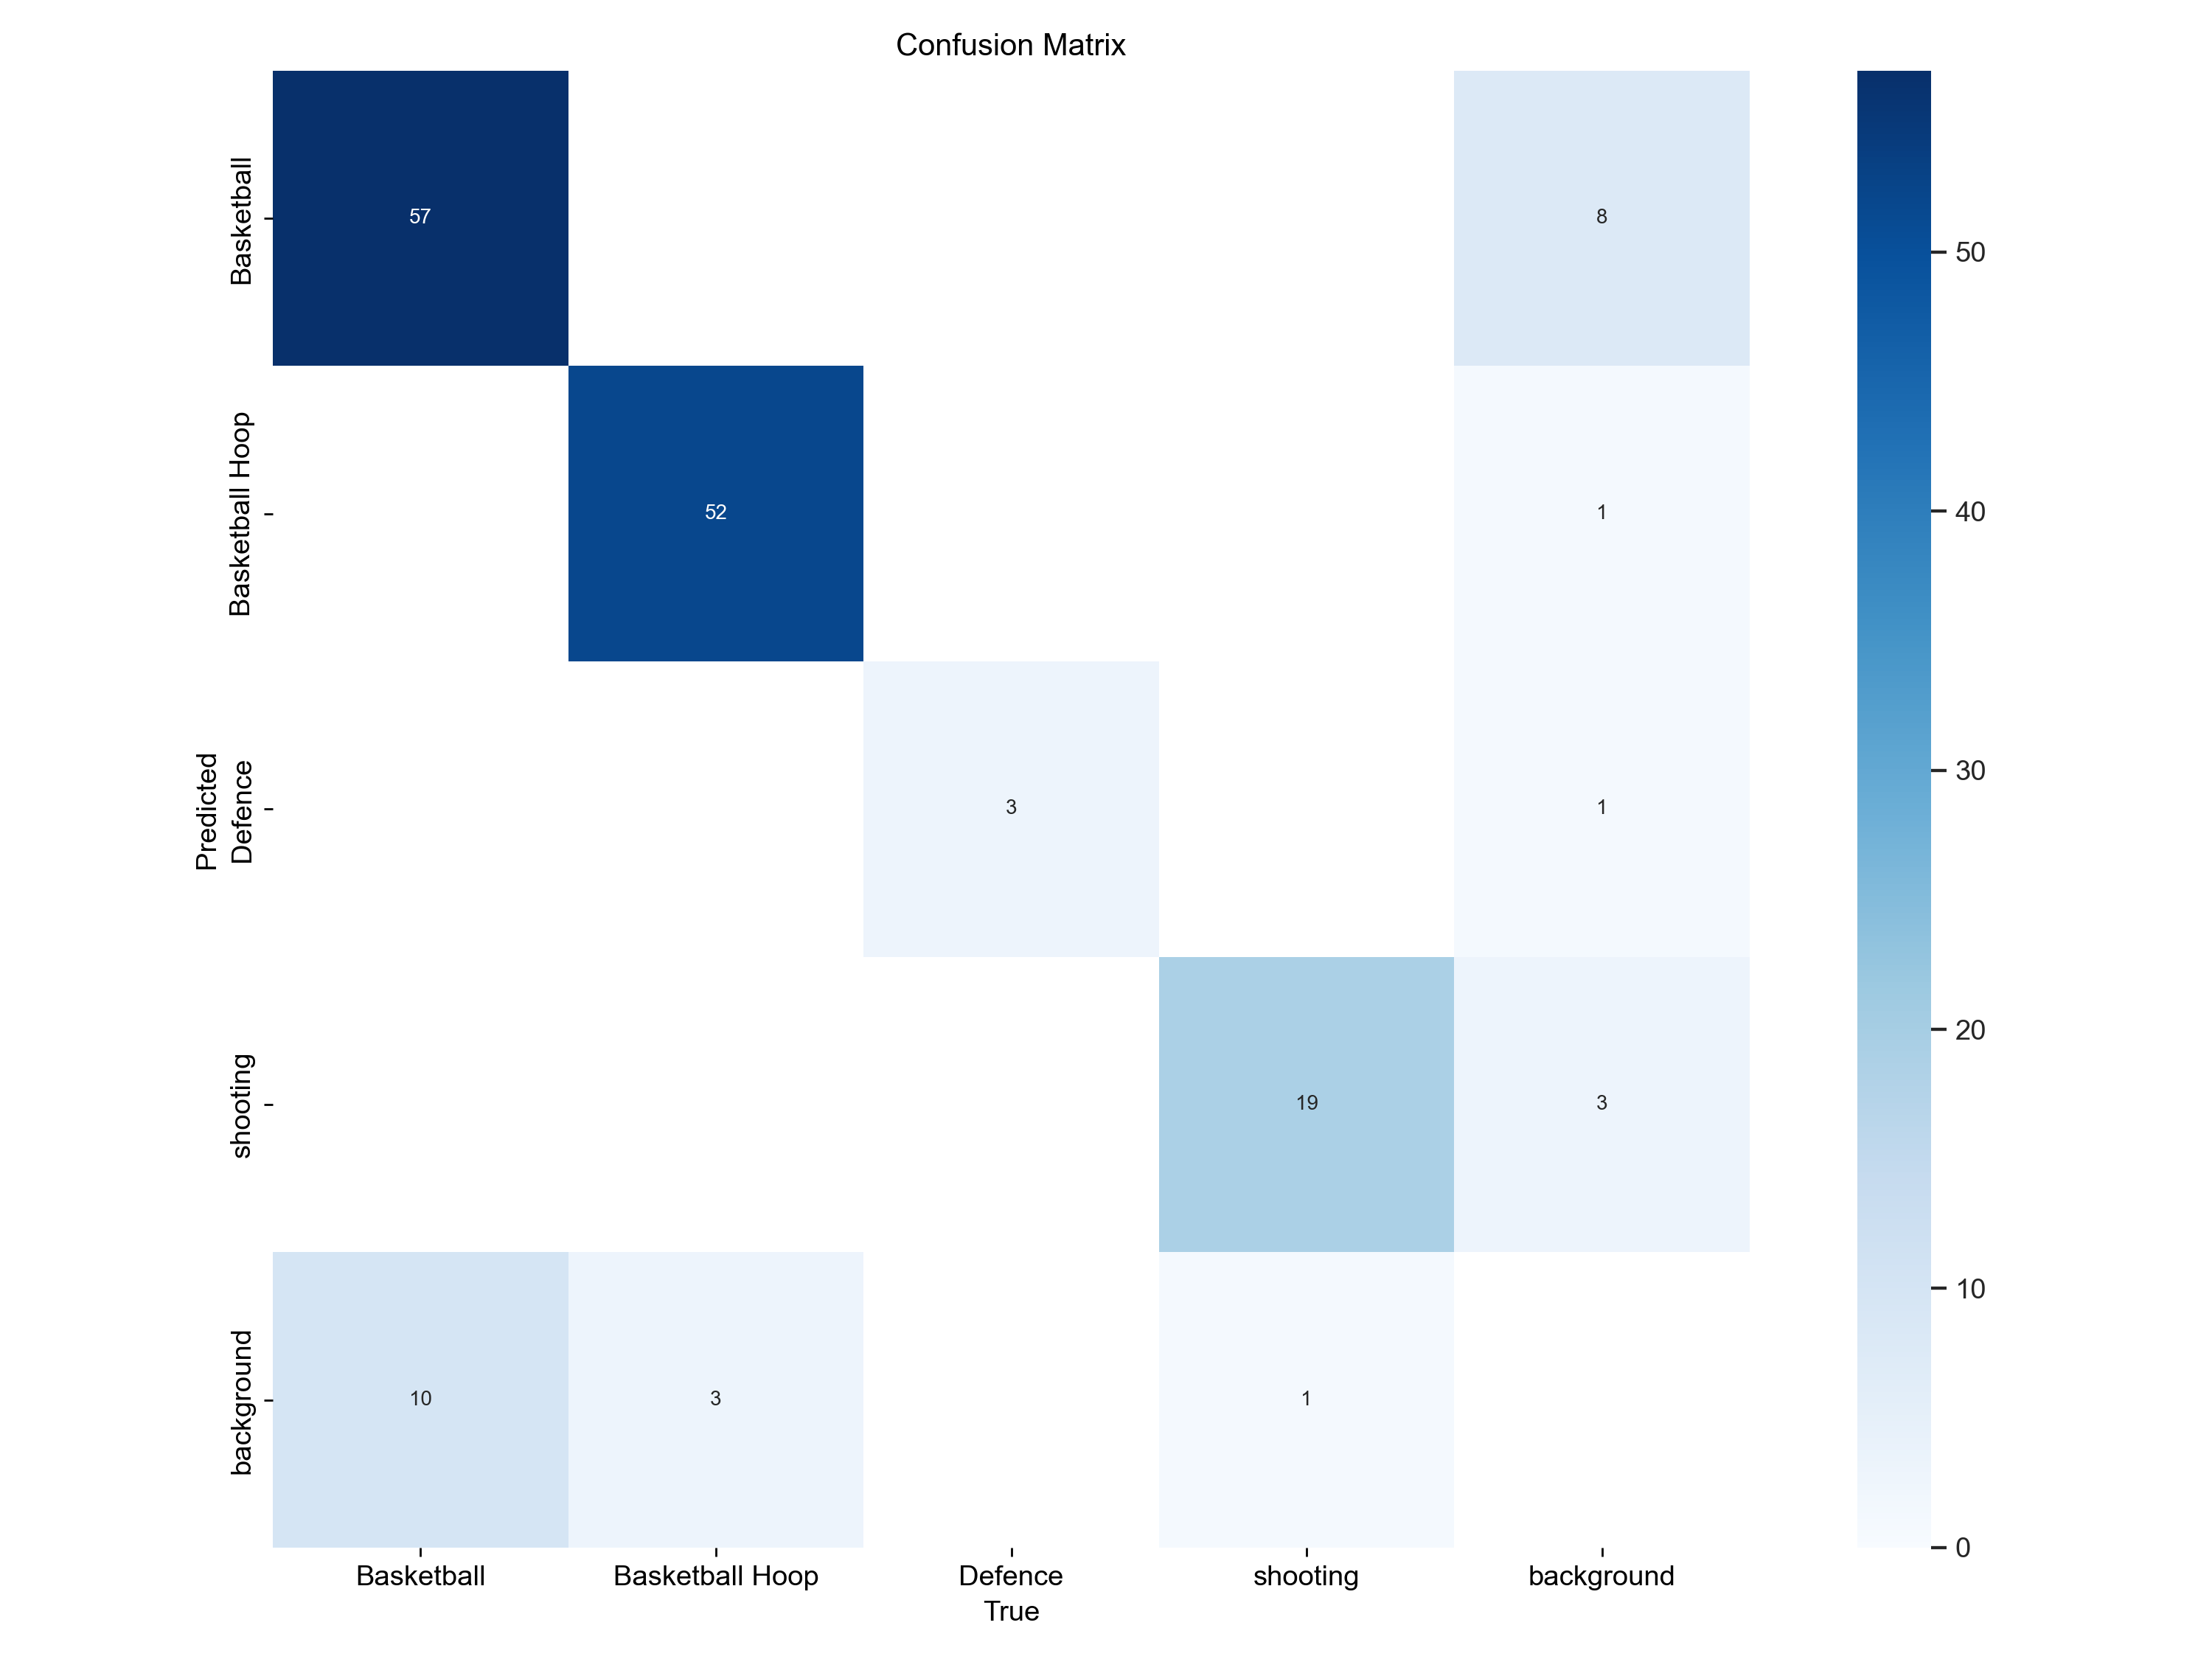 Confusion Matrix
Basketball
57
8
50
Basketball Hoop
52
1
40
Predicted
Defence
3
1
30
shooting
19
3
20
background
10
3
1
10
0
Basketball
Basketball Hoop
Defence
shooting
background
True